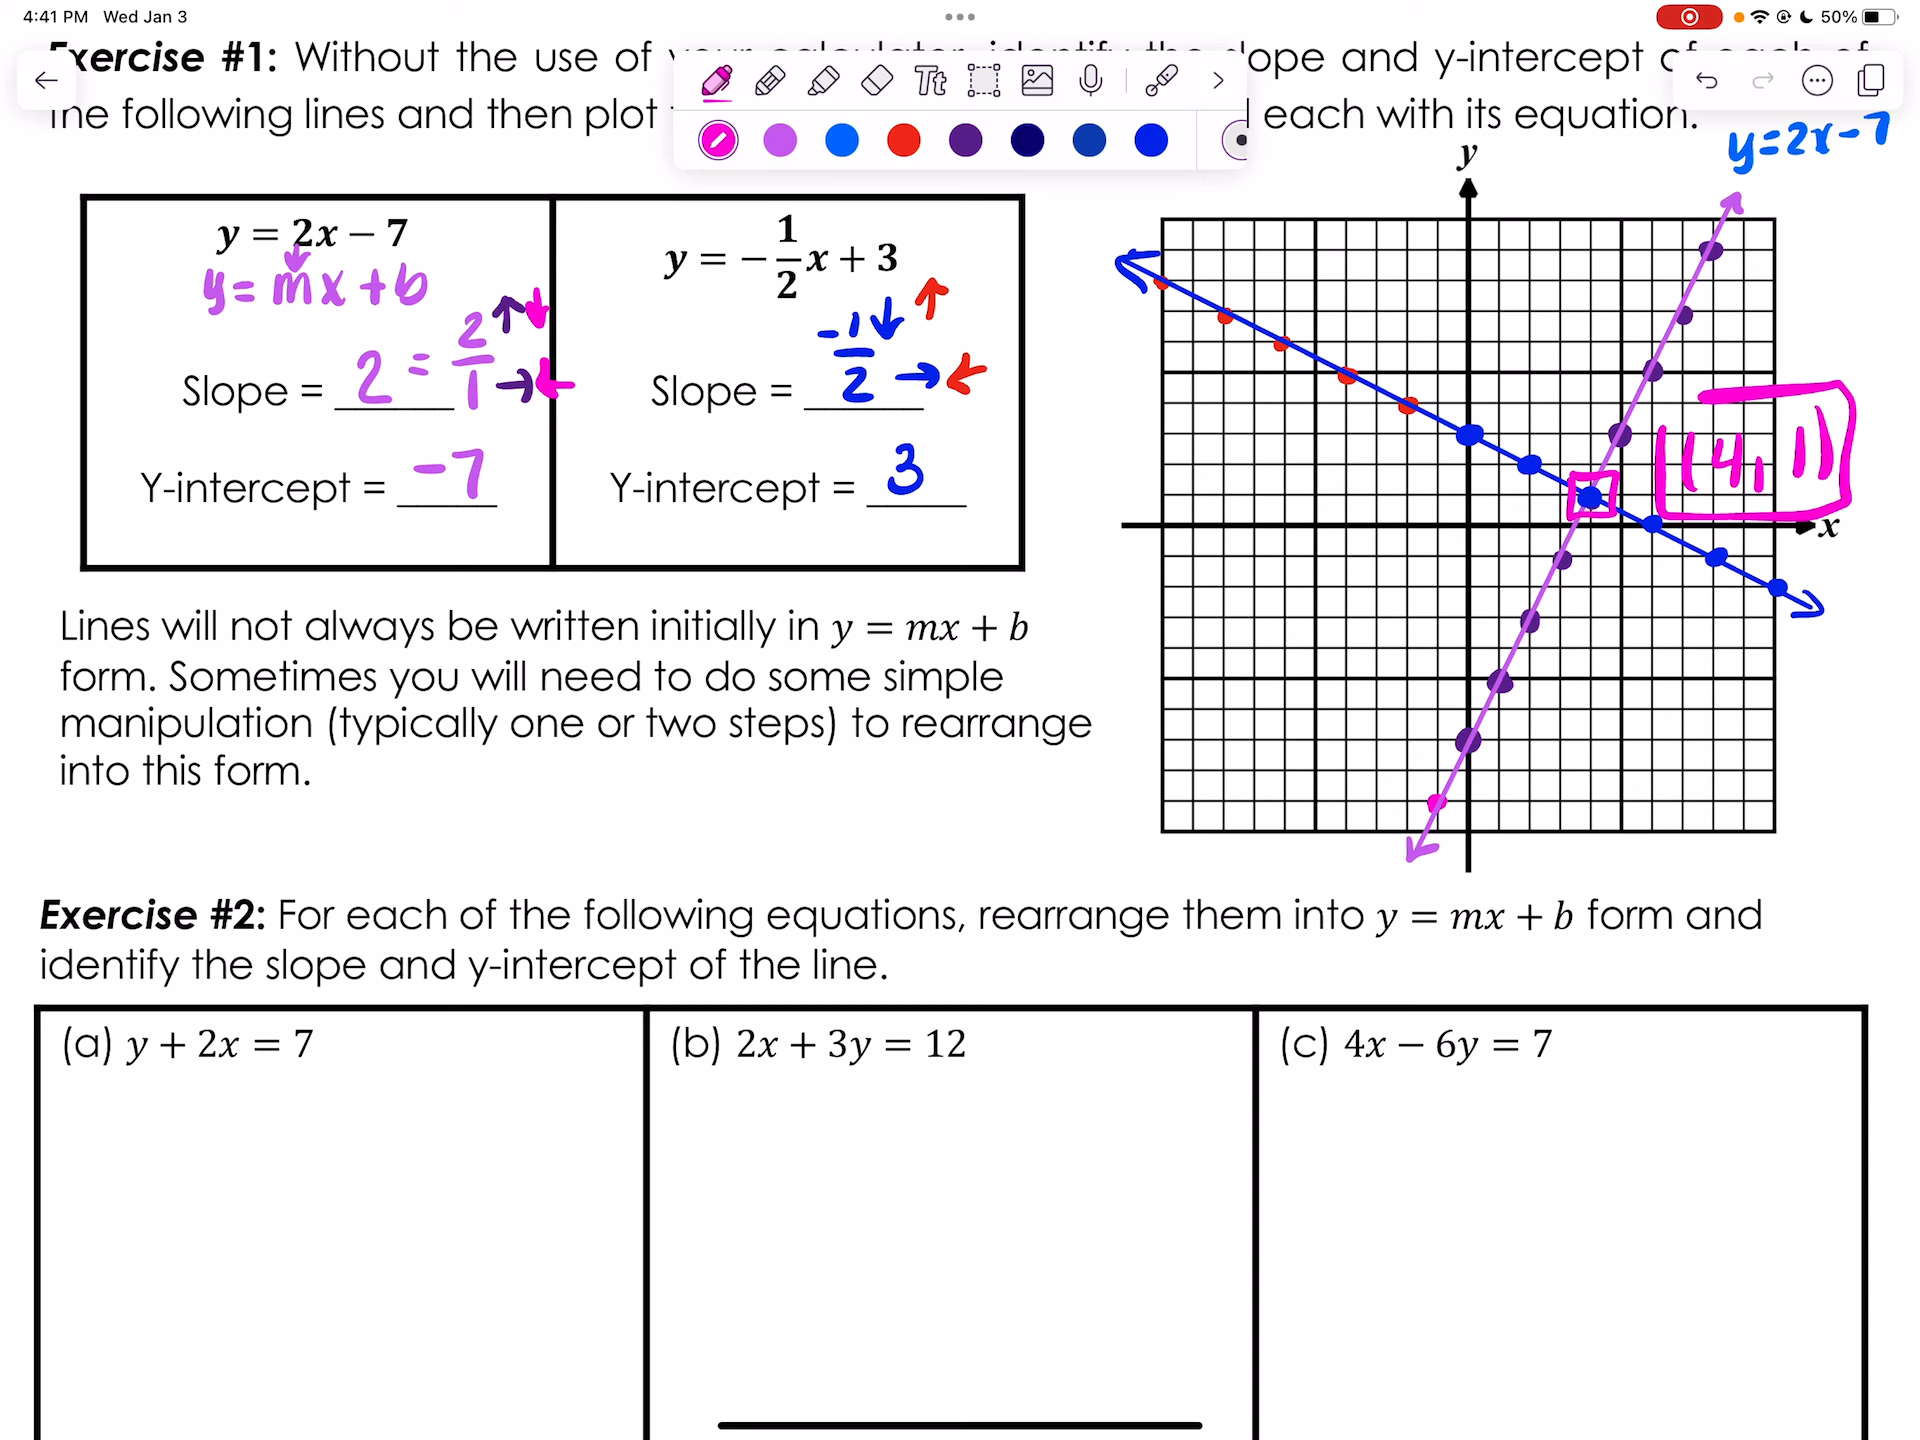 4:41 PM Wed Jan 3
50%
Exercise #1: Without the use of slope and y-intercept of each of
the following lines and then plot each with its equation.
y=2x-7
y
y = 2x − 7
y = mx + b
Slope = 2 = 2/1
Y-intercept = -7
y = −1/2x + 3
Slope = -1/2
Y-intercept = 3
(4,1)
x
Lines will not always be written initially in y = mx + b
form. Sometimes you will need to do some simple
manipulation (typically one or two steps) to rearrange
into this form.
Exercise #2: For each of the following equations, rearrange them into y = mx + b form and
identify the slope and y-intercept of the line.
(a) y + 2x = 7
(b) 2x + 3y = 12
(c) 4x − 6y = 7